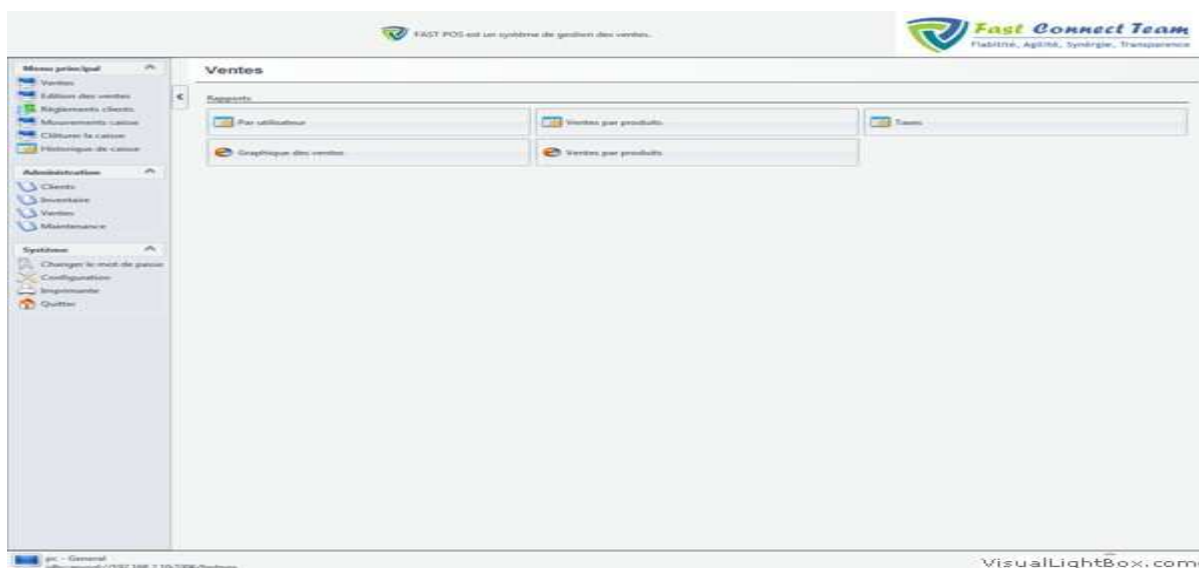 FAST POS est un système de gestion des ventes.
Fast Connect Team
Fiabilité, Agilité, Synérgie, Transparence
Menu principal
Ventes
Edition des ventes
Règlements clients
Mouvements caisse
Clôturer la caisse
Historique de caisse
Administration
Clients
Inventaire
Ventes
Maintenance
Système
Changer le mot de passe
Configuration
Imprimante
Quitter
Ventes
Rapports
Par utilisateur
Ventes par produits
Taxes
Graphique des ventes
Ventes par produits
pc - General
VisualLightBox.com